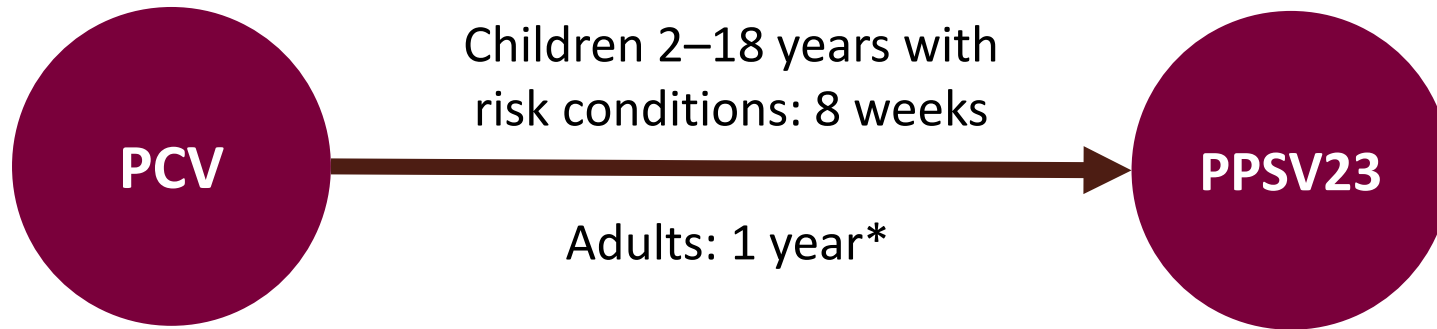 Children 2–18 years with
risk conditions: 8 weeks
PCV
PPSV23
Adults: 1 year*